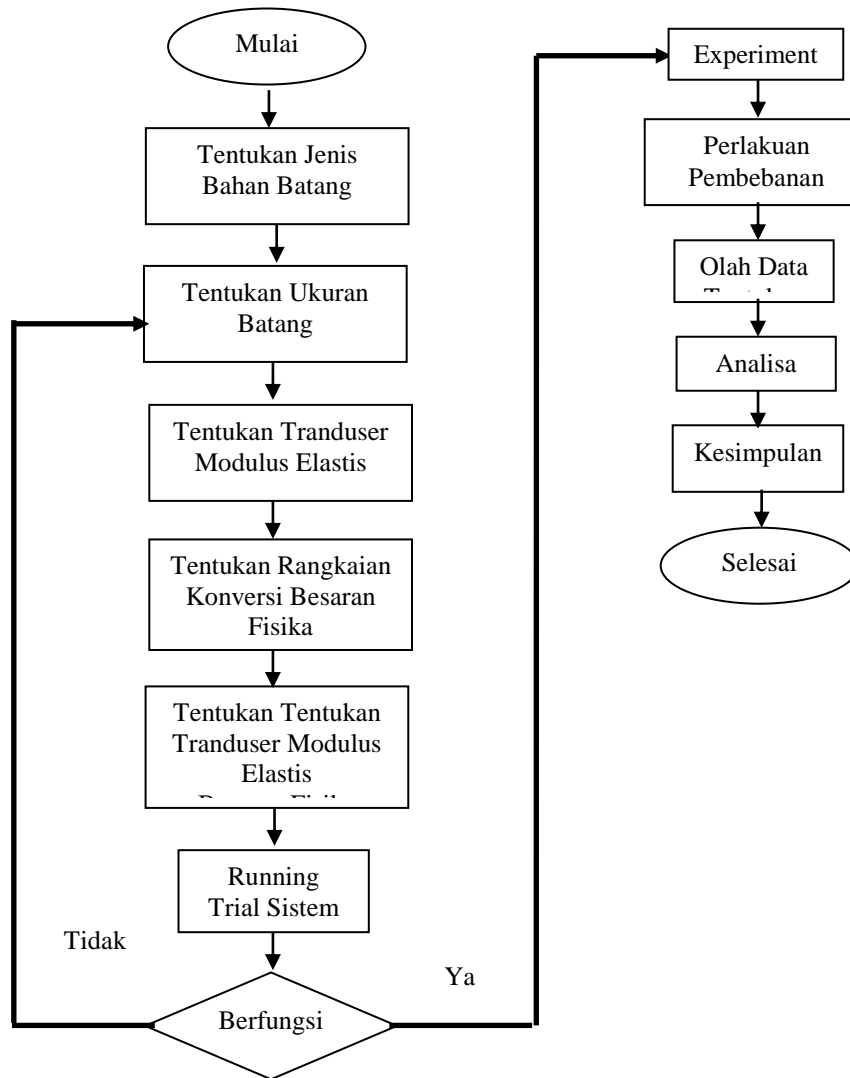 Mulai
Tentukan Jenis
Bahan Batang
Tentukan Ukuran
Batang
Tentukan Tranduser
Modulus Elastis
Tentukan Rangkaian
Konversi Besaran
Fisika
Tentukan Tentukan
Tranduser Modulus
Elastis
Running
Trial Sistem
Tidak
Berfungsi
Ya
Experiment
Perlakuan
Pembebanan
Olah Data
Analisa
Kesimpulan
Selesai